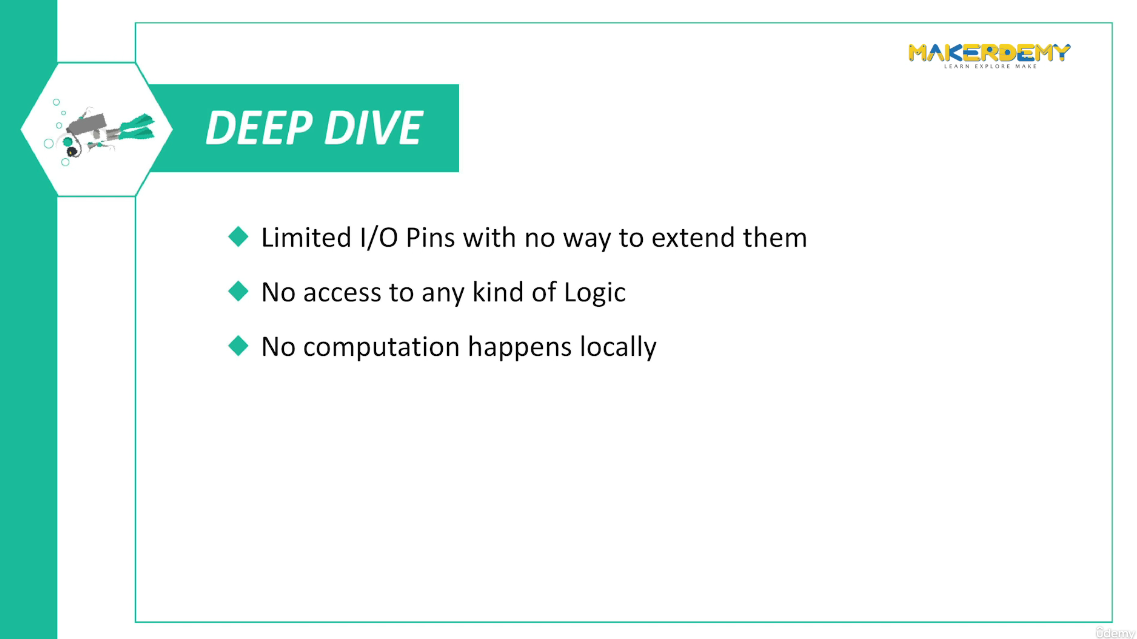 MAKERDEMY
LEARN EXPLORE MAKE
DEEP DIVE
Limited I/O Pins with no way to extend them
No access to any kind of Logic
No computation happens locally
ûdemy